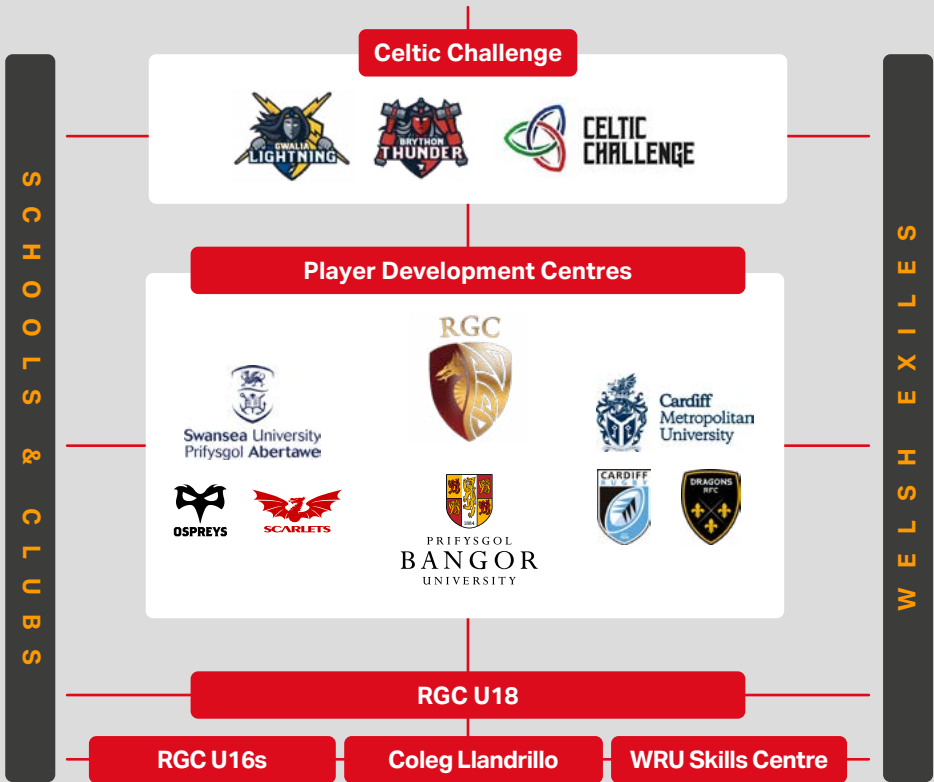 Celtic Challenge
GWALIA
LIGHTNING
BRYTHON
THUNDER
CELTIC
CHALLENGE
SCHOOLS & CLUBS
WELSH EXILES
Player Development Centres
RGC
Swansea University
Prifysgol Abertawe
Cardiff
Metropolitan
University
OSPREYS
SCARLETS
1884
PRIFYSGOL
BANGOR
UNIVERSITY
CARDIFF
RUGBY
DRAGONS
RFC
RGC U18
RGC U16s
Coleg Llandrillo
WRU Skills Centre